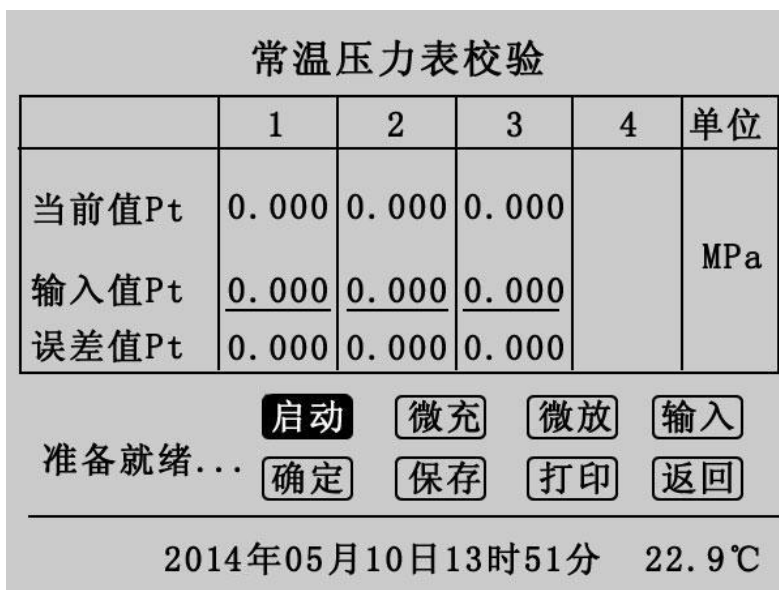 常温压力表校验
1 2 3 4 单位
当前值Pt 0.000 0.000 0.000
MPa
输入值Pt 0.000 0.000 0.000
误差值Pt 0.000 0.000 0.000
启动 微充 微放 输入
准备就绪...
确定 保存 打印 返回
2014年05月10日13时51分 22.9℃